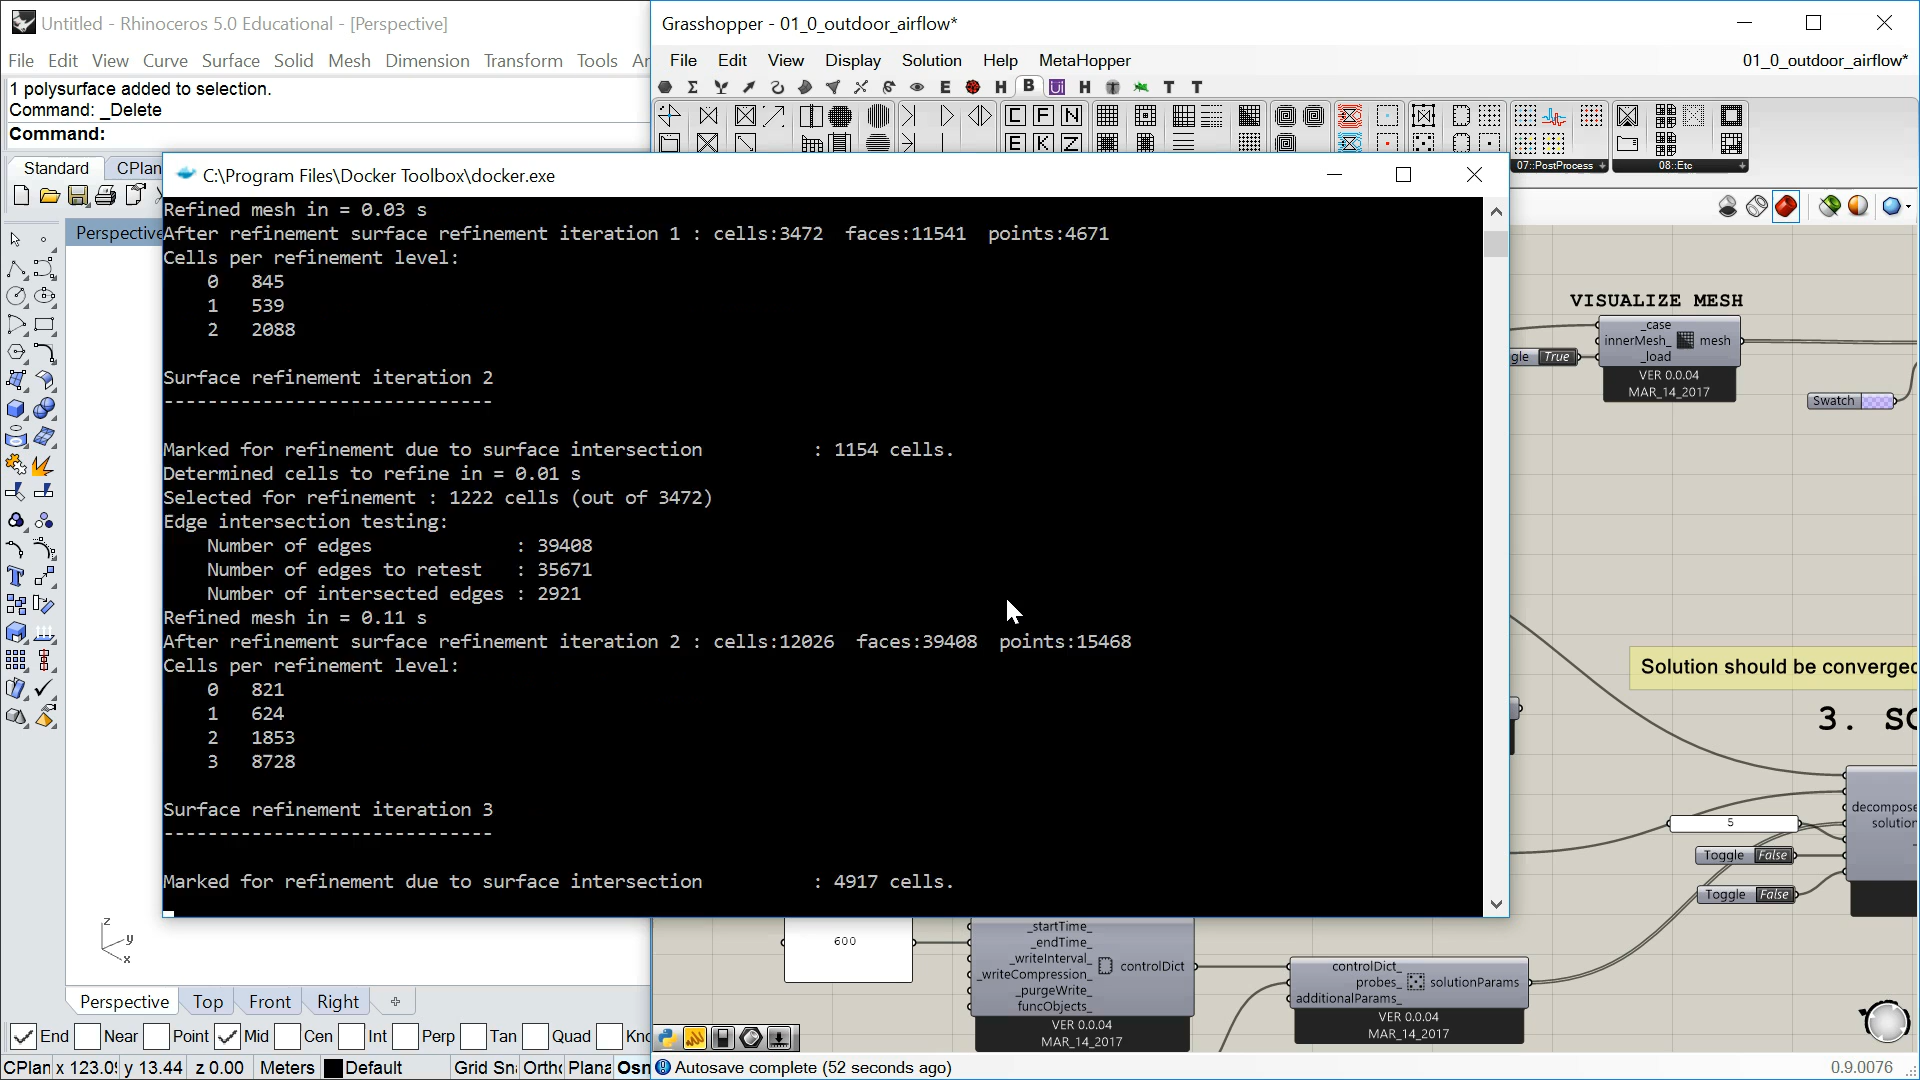 Untitled - Rhinoceros 5.0 Educational - [Perspective]
File Edit View Curve Surface Solid Mesh Dimension Transform Tools
1 polysurface added to selection.
Command: _Delete
Command:
Standard CPlan
Perspective
Grasshopper - 01_0_outdoor_airflow*
File Edit View Display Solution Help MetaHopper
01_0_outdoor_airflow*
07::PostProcess
08::Etc
C:\Program Files\Docker Toolbox\docker.exe
Refined mesh in = 0.03 s
After refinement surface refinement iteration 1 : cells:3472 faces:11541 points:4671
Cells per refinement level:
0 845
1 539
2 2088
Surface refinement iteration 2
------------------------------
Marked for refinement due to surface intersection : 1154 cells.
Determined cells to refine in = 0.01 s
Selected for refinement : 1222 cells (out of 3472)
Edge intersection testing:
Number of edges : 39408
Number of edges to retest : 35671
Number of intersected edges : 2921
Refined mesh in = 0.11 s
After refinement surface refinement iteration 2 : cells:12026 faces:39408 points:15468
Cells per refinement level:
0 821
1 624
2 1853
3 8728
Surface refinement iteration 3
------------------------------
Marked for refinement due to surface intersection : 4917 cells.
VISUALIZE MESH
_case
innerMesh_ mesh
_load
VER 0.0.04
MAR_14_2017
gle True
Swatch
Solution should be converged
3. SO
decompose
solution
5
Toggle False
Toggle False
600
_startTime_
_endTime_
_writeInterval_
_writeCompression_
_purgeWrite_
funcObjects_
controlDict
VER 0.0.04
MAR_14_2017
controlDict_
probes_
additionalParams_
solutionParams
VER 0.0.04
MAR_14_2017
z
y
x
Perspective Top Front Right
End Near Point Mid Cen Int Perp Tan Quad Kno
CPlan x 123.0 y 13.44 z 0.00 Meters Default Grid Sn Ortho Plana Osn
Autosave complete (52 seconds ago)
0.9.0076